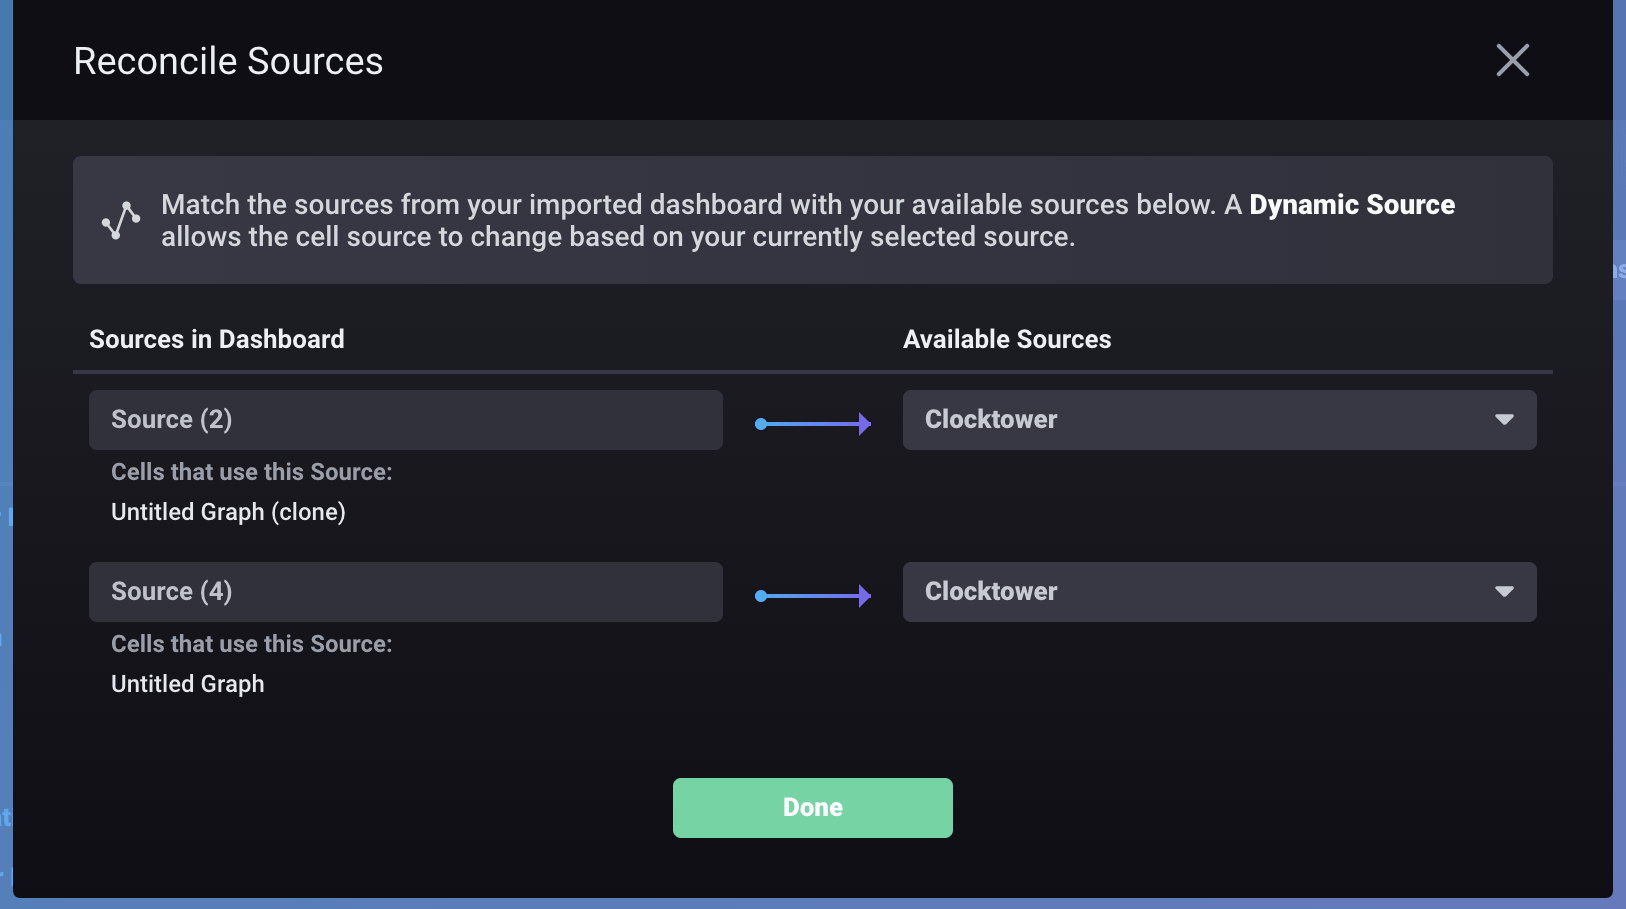 Reconcile Sources
Match the sources from your imported dashboard with your available sources below. A Dynamic Source
allows the cell source to change based on your currently selected source.
Sources in Dashboard
Available Sources
Source (2)
Clocktower
Cells that use this Source:
Untitled Graph (clone)
Source (4)
Clocktower
Cells that use this Source:
Untitled Graph
Done